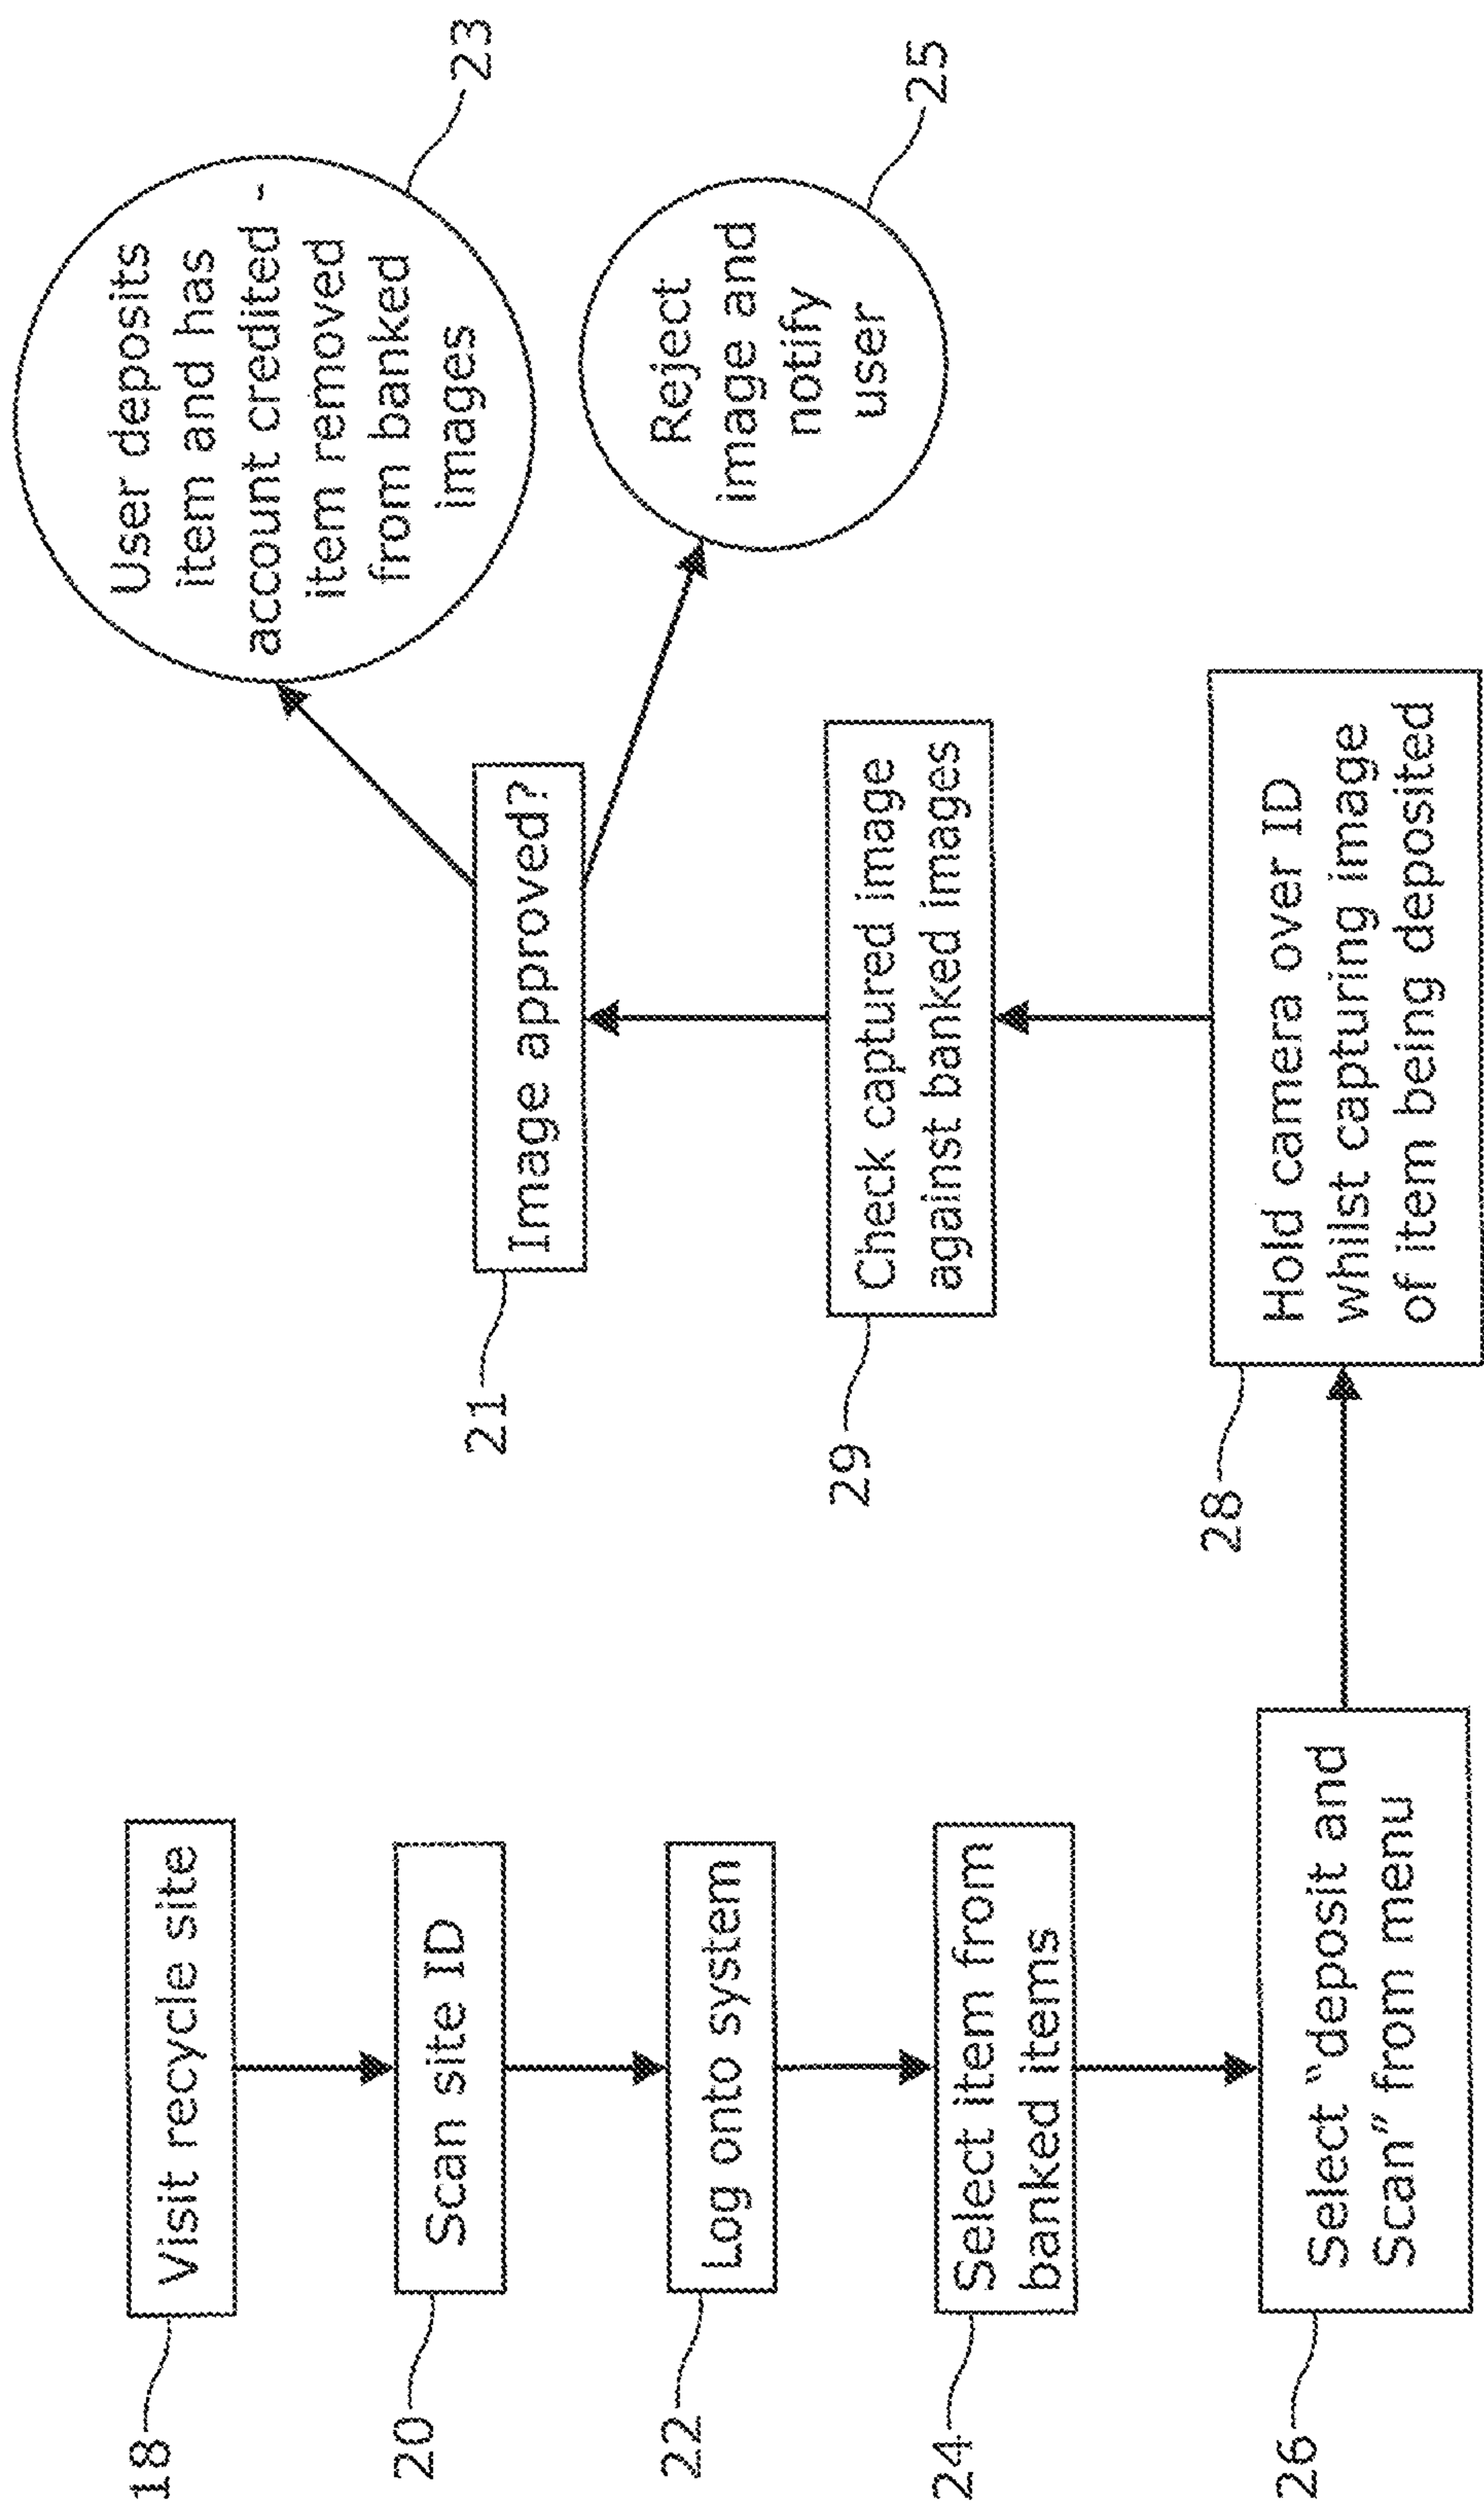 18
Visit recycle site
20
Scan site ID
22
Log onto system
24
Select item from
banked items
26
Select “deposit and
Scan” from menu
28
Hold camera over ID
whilst capturing image
of item being deposited
29
Check captured image
against banked images
21
Image approved?
User deposits
item and has
account credited -
item removed
from banked
images
23
Reject
image and
notify
user
25